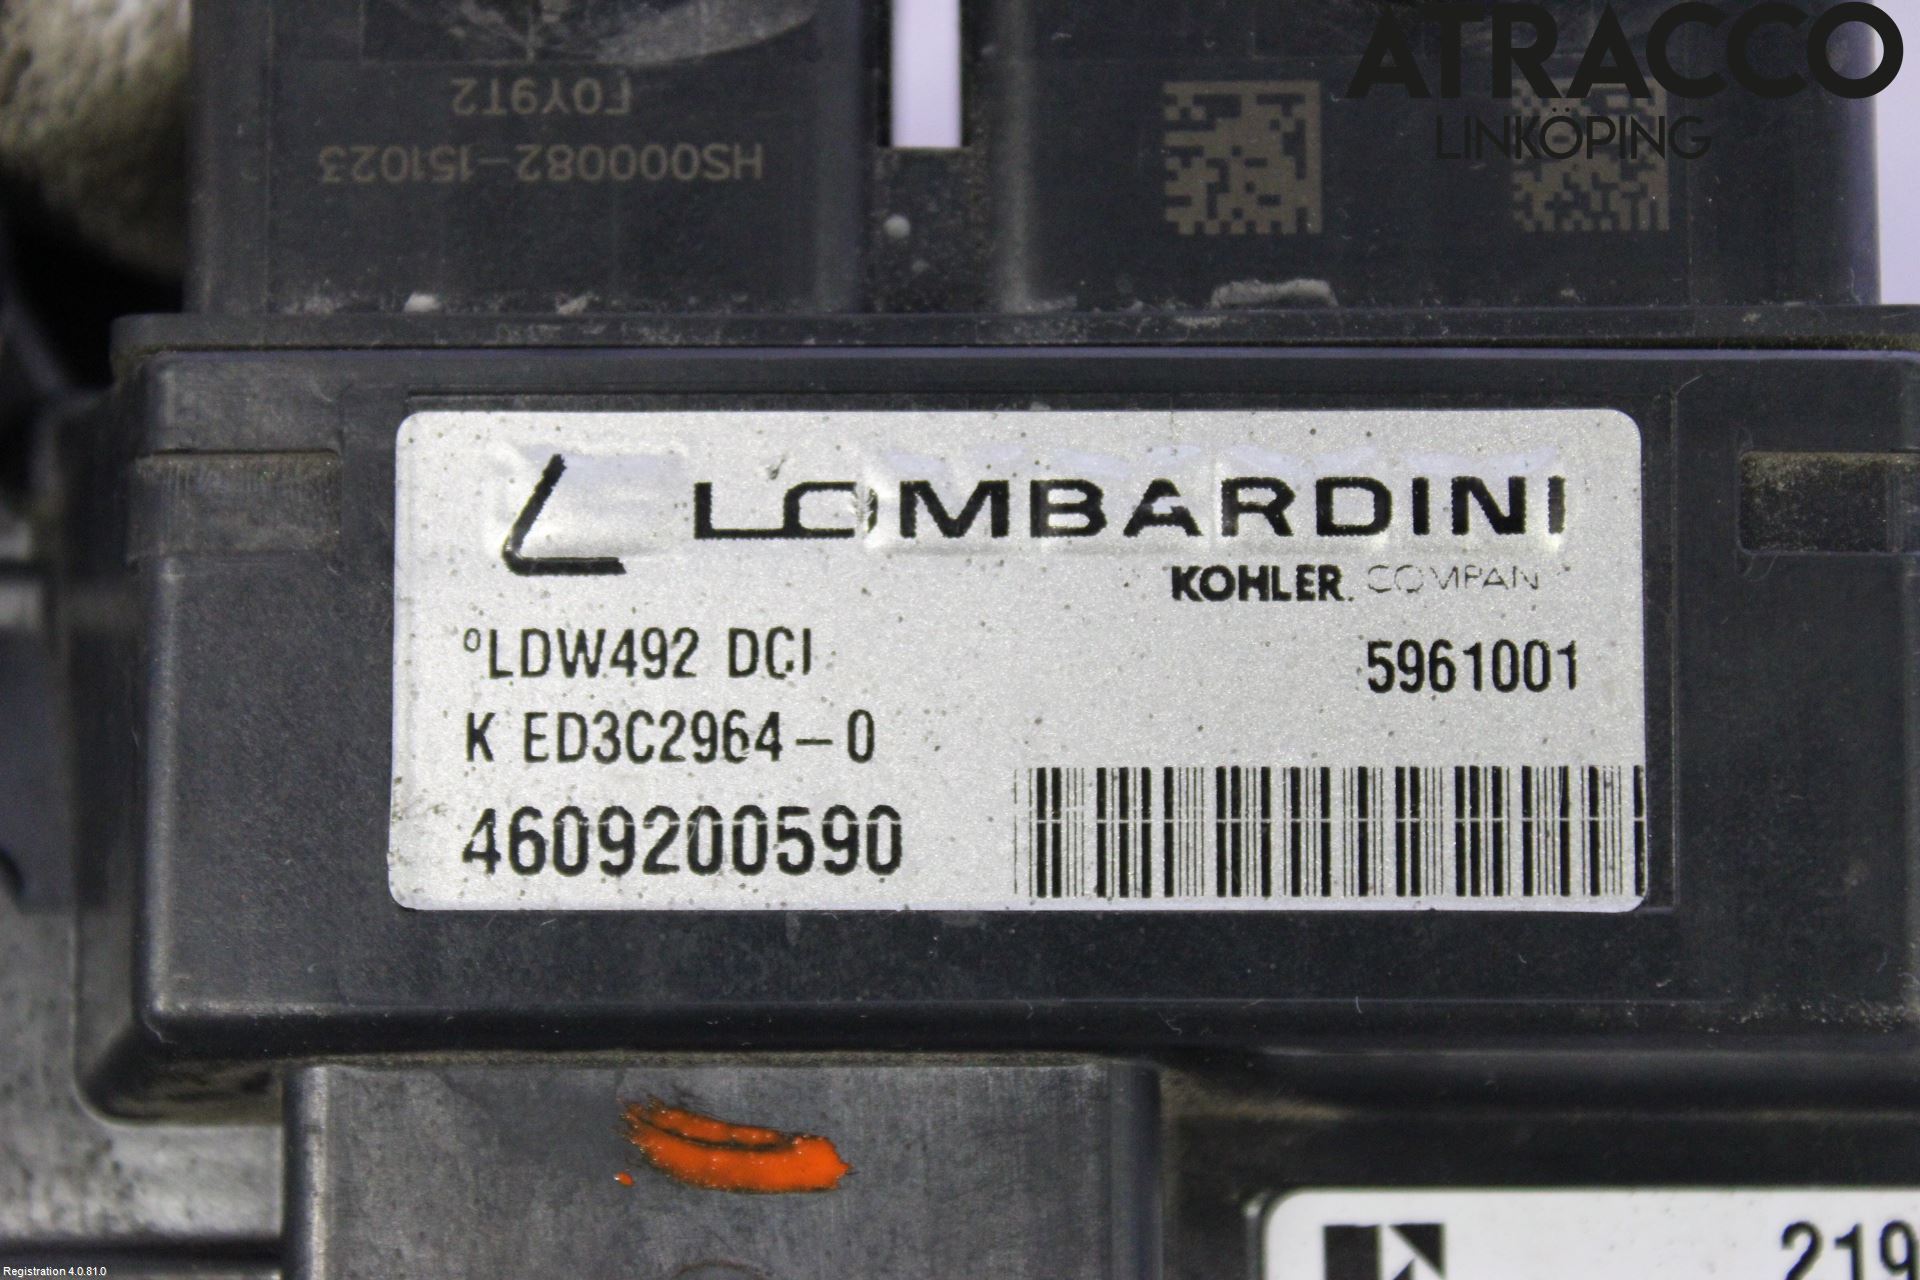 ATRACCO
LINKÖPING
F0Y9T2
HS000082-151023
LOMBARDINI
KOHLER. COMPAN
°LDW492 DCI
5961001
K ED3C2964-0
4609200590
219
Registration 4.0.81.0